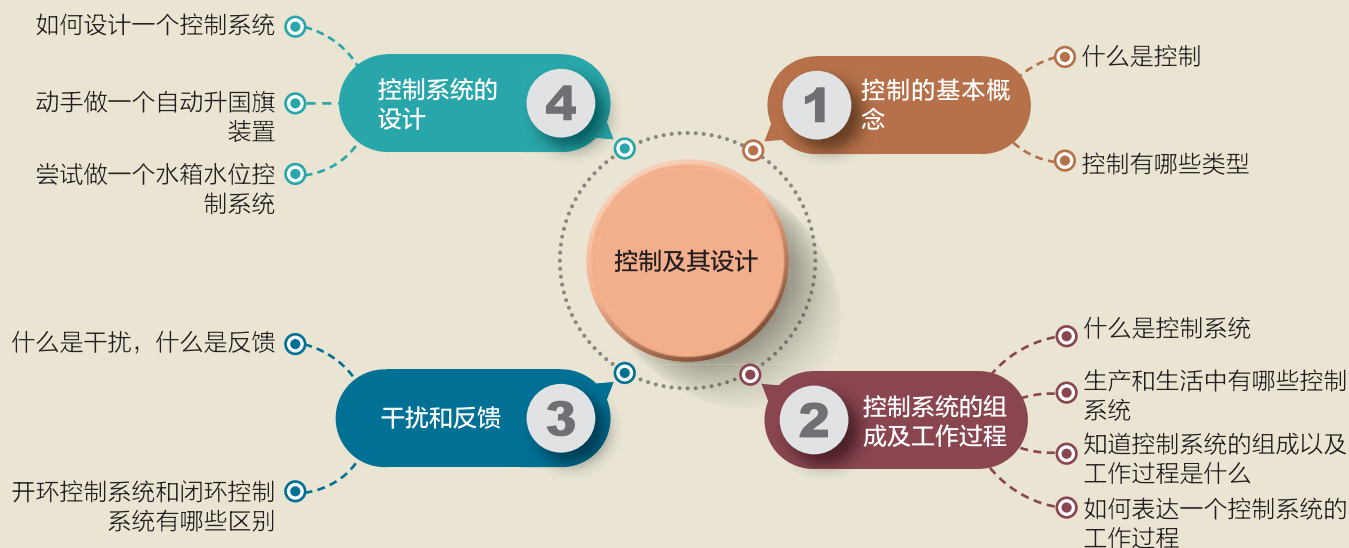 控制及其设计
1
控制的基本概
念
什么是控制
控制有哪些类型
2
控制系统的组
成及工作过程
什么是控制系统
生产和生活中有哪些控制
系统
知道控制系统的组成以及
工作过程是什么
如何表达一个控制系统的
工作过程
3
干扰和反馈
什么是干扰，什么是反馈
开环控制系统和闭环控制
系统有哪些区别
4
控制系统的
设计
如何设计一个控制系统
动手做一个自动升国旗
装置
尝试做一个水箱水位控
制系统